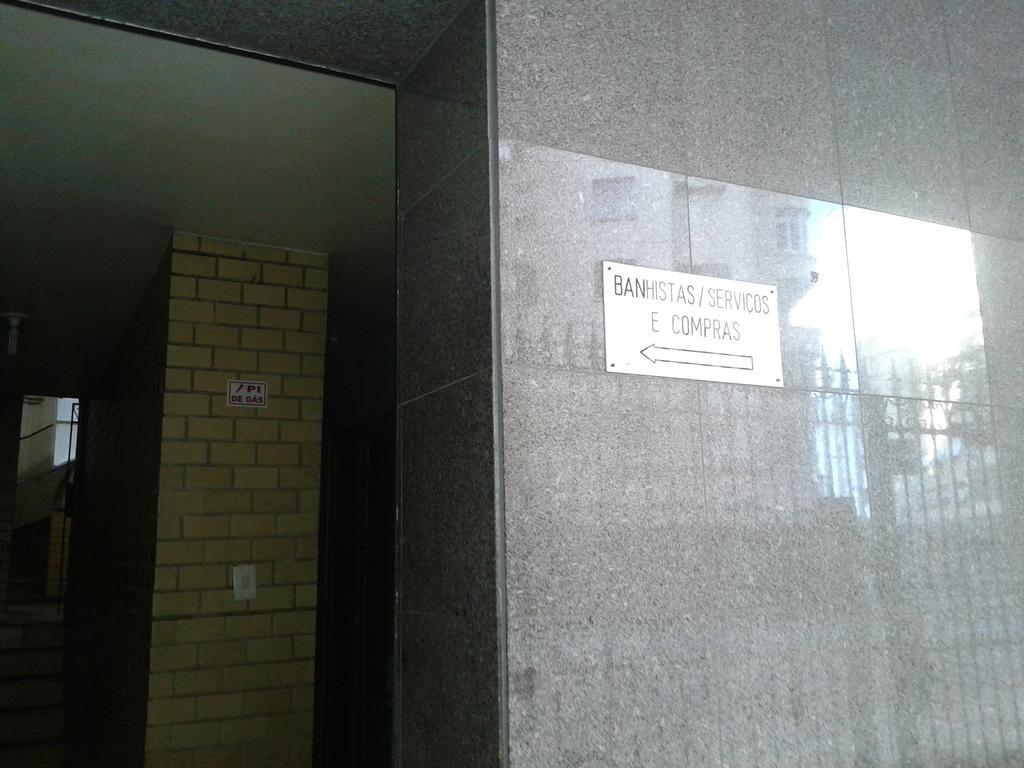 BANHISTAS/SERVIÇOS
E COMPRAS
PI
DE GÁS